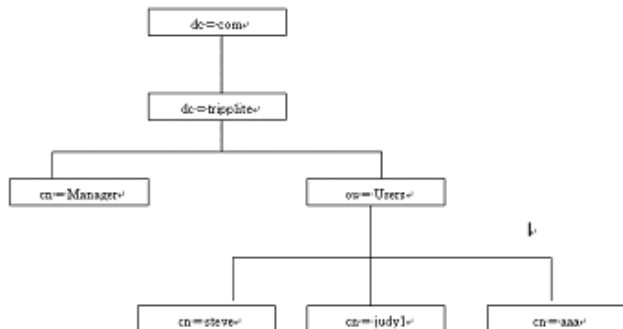 dc=com
dc=tripplite
cn=Manager
ou=Users
cn=steve
cn=judy1
cn=aaa